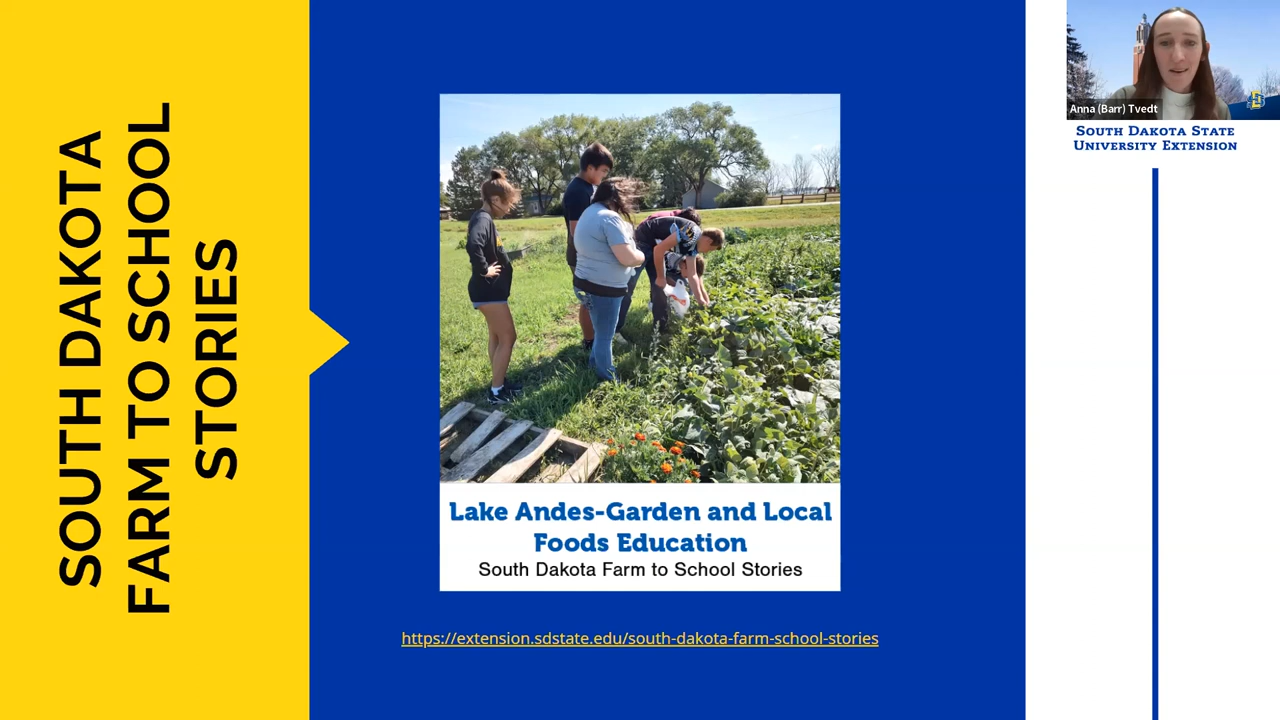 SOUTH DAKOTA
FARM TO SCHOOL
STORIES
Lake Andes-Garden and Local
Foods Education
South Dakota Farm to School Stories
https://extension.sdstate.edu/south-dakota-farm-school-stories
Anna (Barr) Tvedt
South Dakota State
University Extension